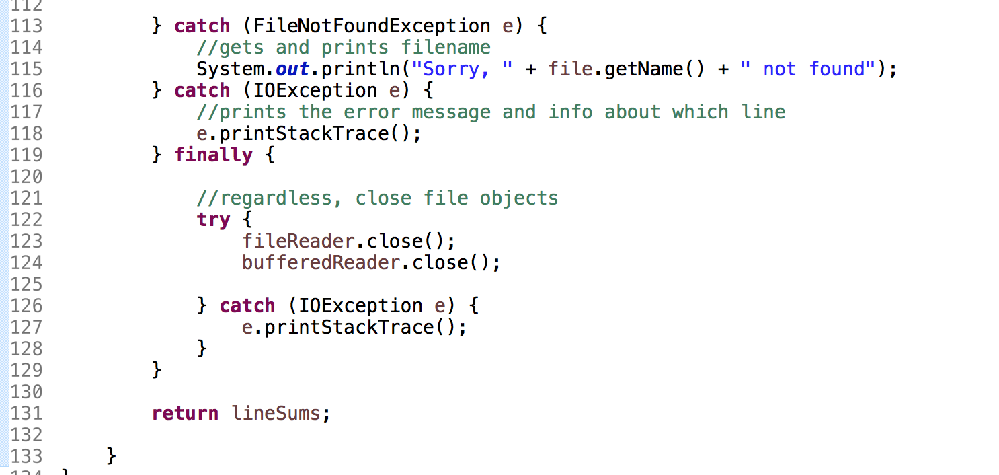 112
113 } catch (FileNotFoundException e) {
114 //gets and prints filename
115 System.out.println("Sorry, " + file.getName() + " not found");
116 } catch (IOException e) {
117 //prints the error message and info about which line
118 e.printStackTrace();
119 } finally {
120
121 //regardless, close file objects
122 try {
123 fileReader.close();
124 bufferedReader.close();
125
126 } catch (IOException e) {
127 e.printStackTrace();
128 }
129 }
130
131 return lineSums;
132
133 }
134 }